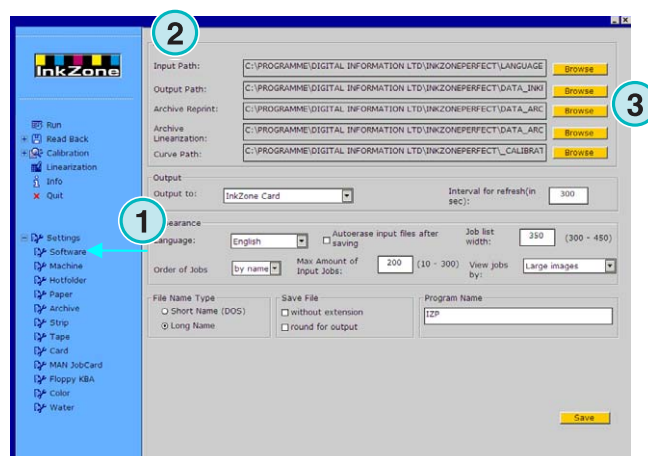 2
InkZone
Input Path: C:\PROGRAMME\DIGITAL INFORMATION LTD\INKZONEPERFECT\LANGUAGE Browse
Output Path: C:\PROGRAMME\DIGITAL INFORMATION LTD\INKZONEPERFECT\DATA_INKI Browse
3
Archive Reprint: C:\PROGRAMME\DIGITAL INFORMATION LTD\INKZONEPERFECT\DATA_ARC Browse
Archive
Linearization: C:\PROGRAMME\DIGITAL INFORMATION LTD\INKZONEPERFECT\DATA_ARC Browse
Curve Path: C:\PROGRAMME\DIGITAL INFORMATION LTD\INKZONEPERFECT\_CALIBRAT Browse
Run
Read Back
Calibration
Linearization
Info
Quit
Output
Output to: InkZone Card Interval for refresh(in
sec): 300
1
Settings
Software
Machine
Hotfolder
Paper
Archive
Strip
Tape
Card
MAN JobCard
Floppy KBA
Color
Water
Language: English Autoerase input files after
saving Job list
width: 350 (300 - 450)
Order of Jobs by name Max Amount of
Input Jobs: 200 (10 - 300) View jobs
by: Large images
File Name Type
Short Name (DOS)
Long Name
Save File
without extension
round for output
Program Name
IZP
Save